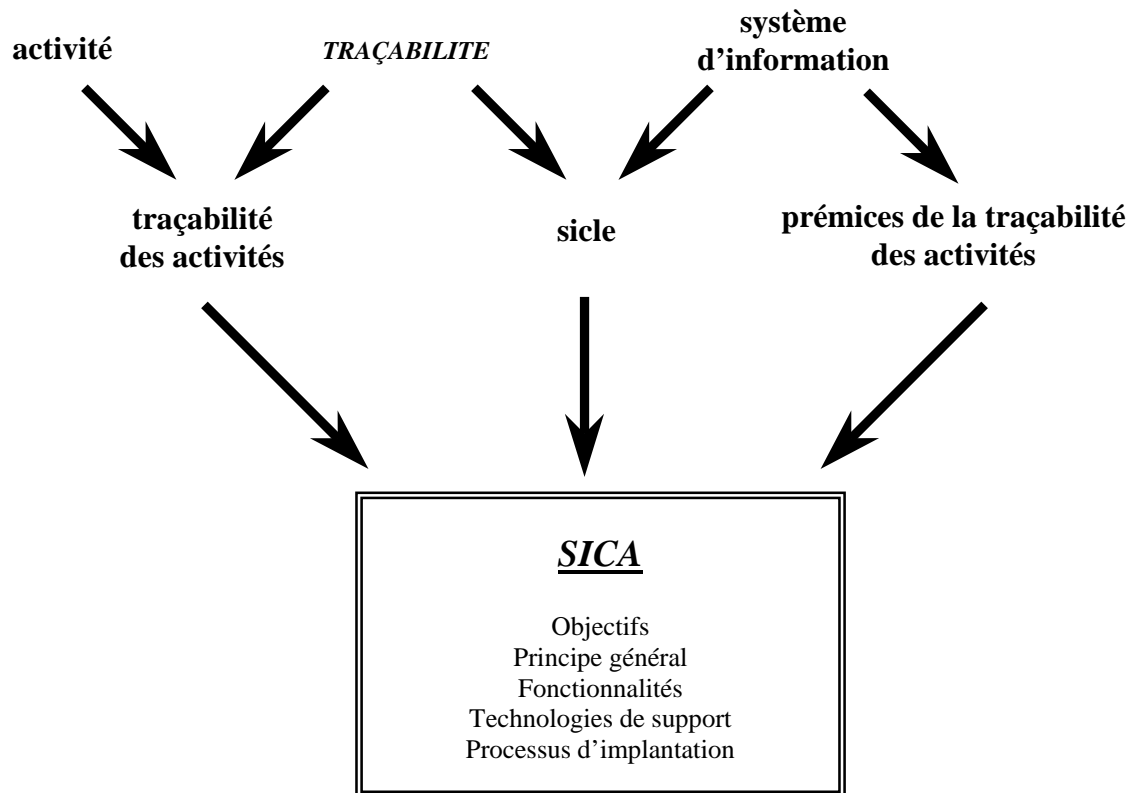 activité
TRAÇABILITE
système
d’information
traçabilité
des activités
sicle
prémices de la traçabilité
des activités
SICA
Objectifs
Principe général
Fonctionnalités
Technologies de support
Processus d’implantation